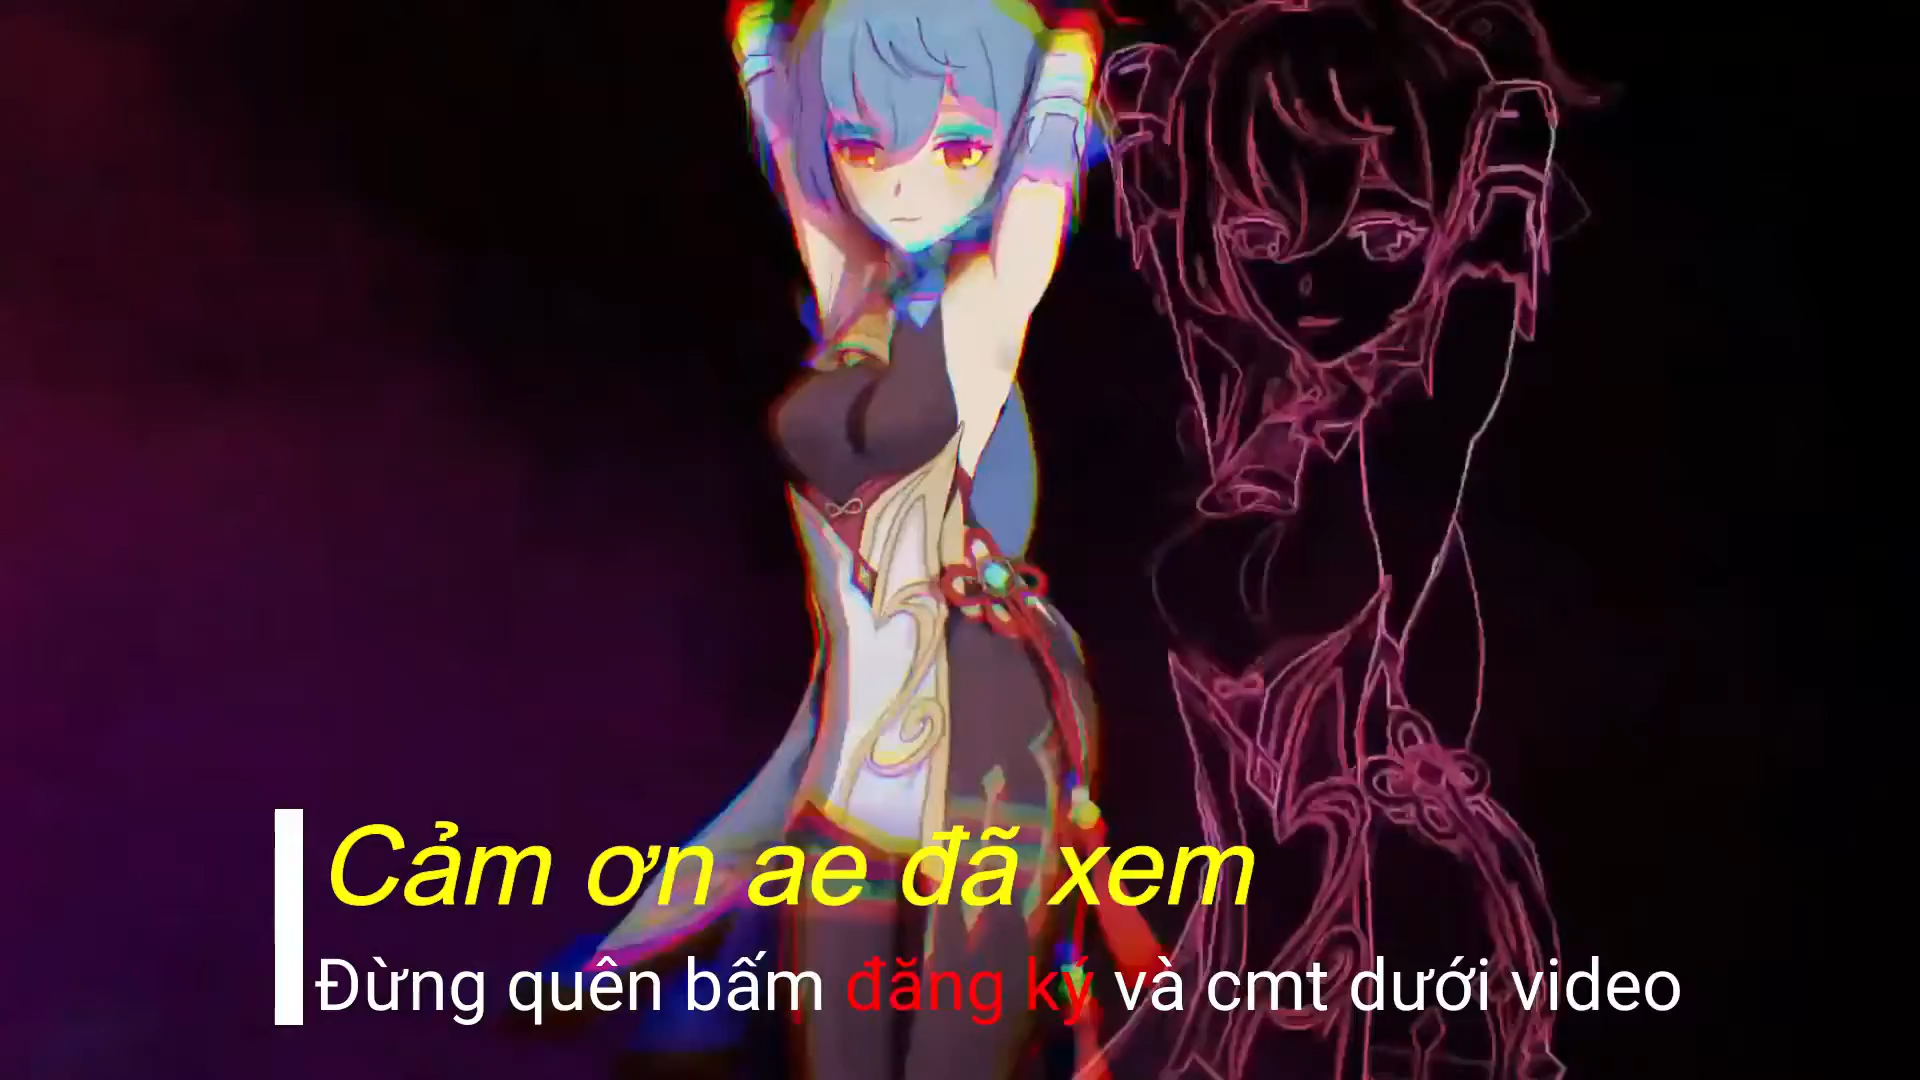 Cảm ơn ae đã xem
Đừng quên bấm đăng ký và cmt dưới video